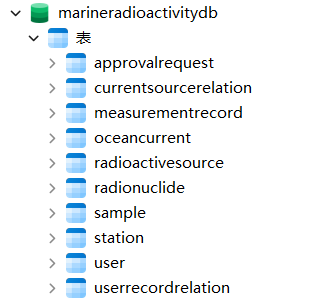 marineradioactivitydb
表
approvalrequest
currentsourcerelation
measurementrecord
oceancurrent
radioactivesource
radionuclide
sample
station
user
userrecordrelation